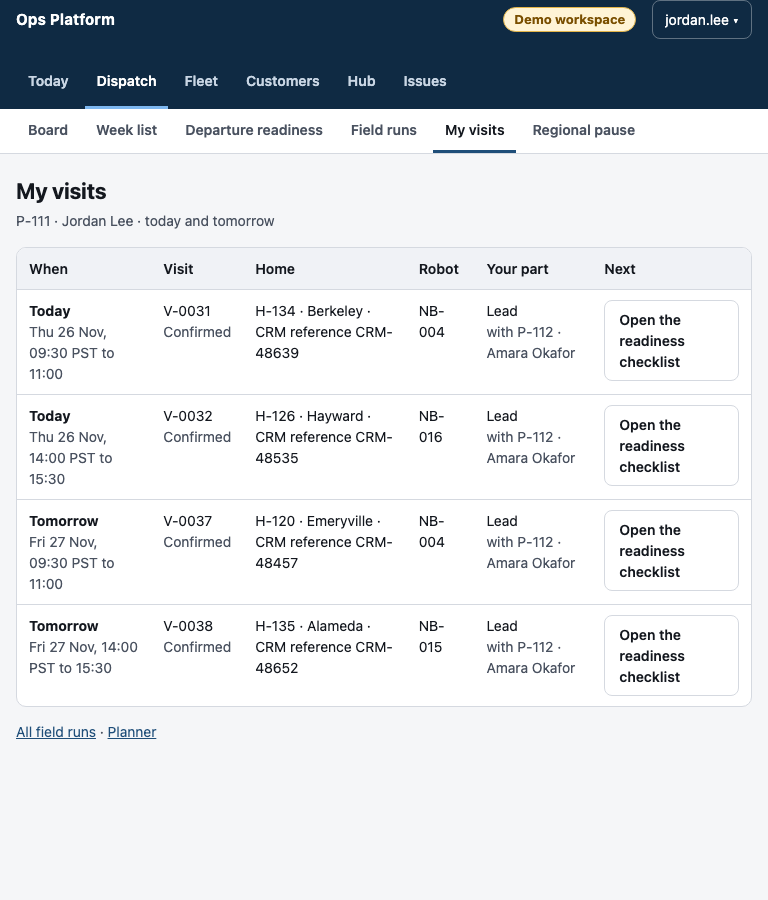 Ops Platform
Demo workspace
jordan.lee ▾
Today Dispatch Fleet Customers Hub Issues
Board Week list Departure readiness Field runs My visits Regional pause
My visits
P-111 · Jordan Lee · today and tomorrow
When Visit Home Robot Your part Next
Today
Thu 26 Nov,
09:30 PST to
11:00
V-0031
Confirmed
H-134 · Berkeley ·
CRM reference CRM-
48639
NB-
004
Lead
with P-112 ·
Amara Okafor
Open the
readiness
checklist
Today
Thu 26 Nov,
14:00 PST to
15:30
V-0032
Confirmed
H-126 · Hayward ·
CRM reference CRM-
48535
NB-
016
Lead
with P-112 ·
Amara Okafor
Open the
readiness
checklist
Tomorrow
Fri 27 Nov,
09:30 PST to
11:00
V-0037
Confirmed
H-120 · Emeryville ·
CRM reference CRM-
48457
NB-
004
Lead
with P-112 ·
Amara Okafor
Open the
readiness
checklist
Tomorrow
Fri 27 Nov, 14:00
PST to 15:30
V-0038
Confirmed
H-135 · Alameda ·
CRM reference CRM-
48652
NB-
015
Lead
with P-112 ·
Amara Okafor
Open the
readiness
checklist
All field runs · Planner